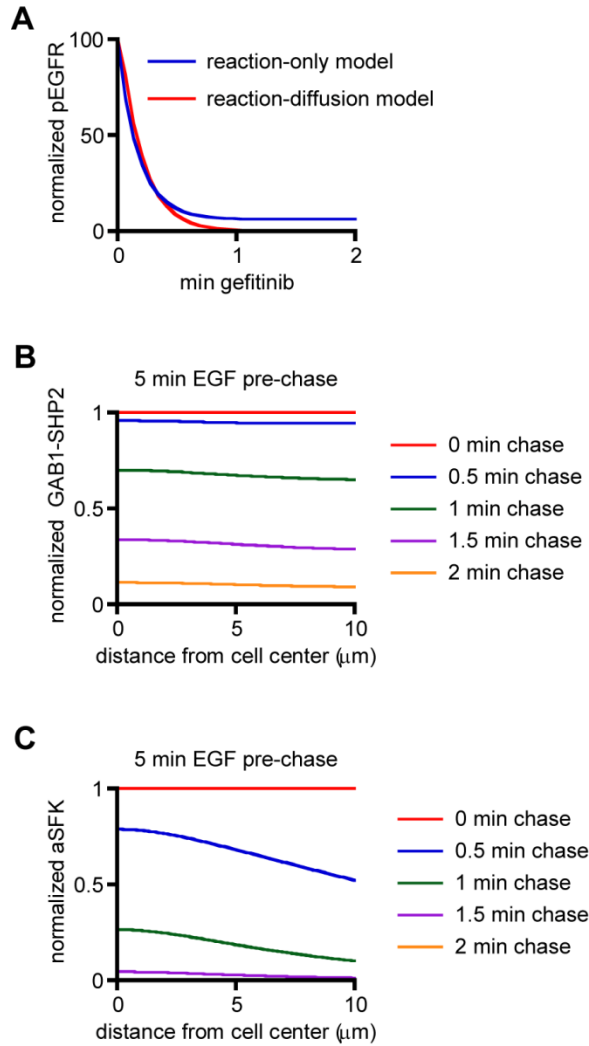 A
normalized pEGFR
100
50
0
reaction-only model
reaction-diffusion model
0
1
2
min gefitinib
B
5 min EGF pre-chase
normalized GAB1-SHP2
1
0.5
0
0 min chase
0.5 min chase
1 min chase
1.5 min chase
2 min chase
0
5
10
distance from cell center (μm)
C
5 min EGF pre-chase
normalized aSFK
1
0.5
0
0 min chase
0.5 min chase
1 min chase
1.5 min chase
2 min chase
0
5
10
distance from cell center (μm)